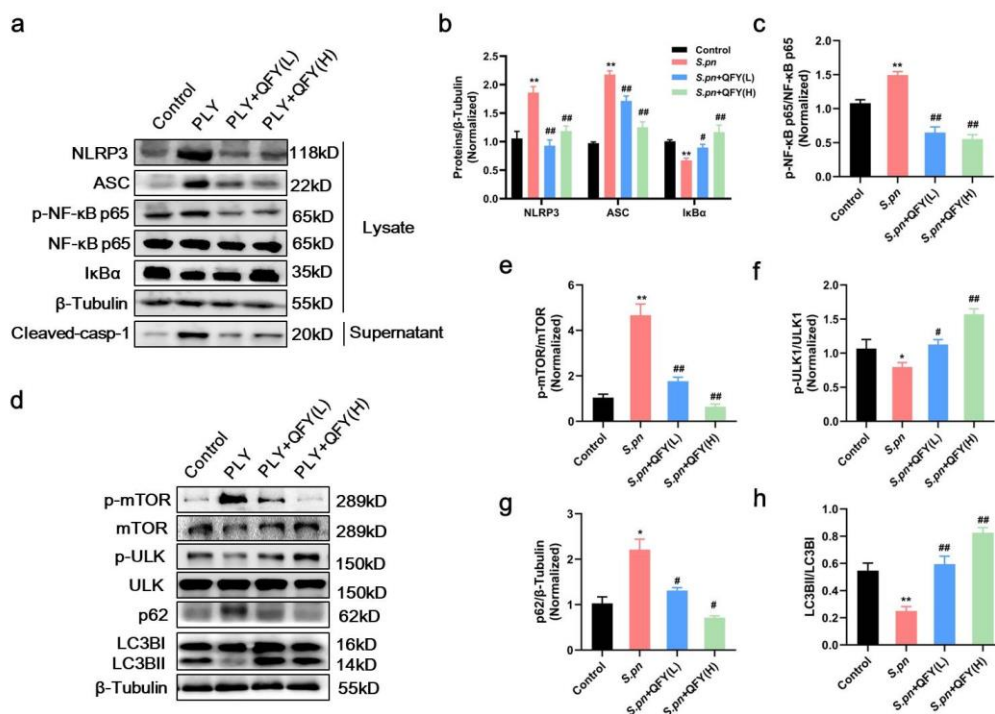 a
Control
PLY
PLY+QFY(L)
PLY+QFY(H)
NLRP3 118kD
ASC 22kD
p-NF-κB p65 65kD
NF-κB p65 65kD
IκBα 35kD
β-Tubulin 55kD
Lysate
Cleaved-casp-1 20kD Supernatant
b
Proteins/β-Tubulin
(Normalized)
2.5
2.0
1.5
1.0
0.5
0.0
Control
S.pn
S.pn+QFY(L)
S.pn+QFY(H)
** ## ##
** ## ##
** # ##
NLRP3 ASC IκBα
c
p-NF-κB p65/NF-κB p65
(Normalized)
2.0
1.5
1.0
0.5
0.0
** ## ##
Control
S.pn
S.pn+QFY(L)
S.pn+QFY(H)
d
Control
PLY
PLY+QFY(L)
PLY+QFY(H)
p-mTOR 289kD
mTOR 289kD
p-ULK 150kD
ULK 150kD
p62 62kD
LC3BI 16kD
LC3BII 14kD
β-Tubulin 55kD
e
p-mTOR/mTOR
(Normalized)
6
4
2
0
** ## ##
Control
S.pn
S.pn+QFY(L)
S.pn+QFY(H)
f
p-ULK1/ULK1
(Normalized)
2.0
1.5
1.0
0.5
0.0
* # ##
Control
S.pn
S.pn+QFY(L)
S.pn+QFY(H)
g
p62/β-Tubulin
(Normalized)
3
2
1
0
* # #
Control
S.pn
S.pn+QFY(L)
S.pn+QFY(H)
h
LC3BII/LC3BI
1.0
0.8
0.6
0.4
0.2
0.0
** ## ##
Control
S.pn
S.pn+QFY(L)
S.pn+QFY(H)